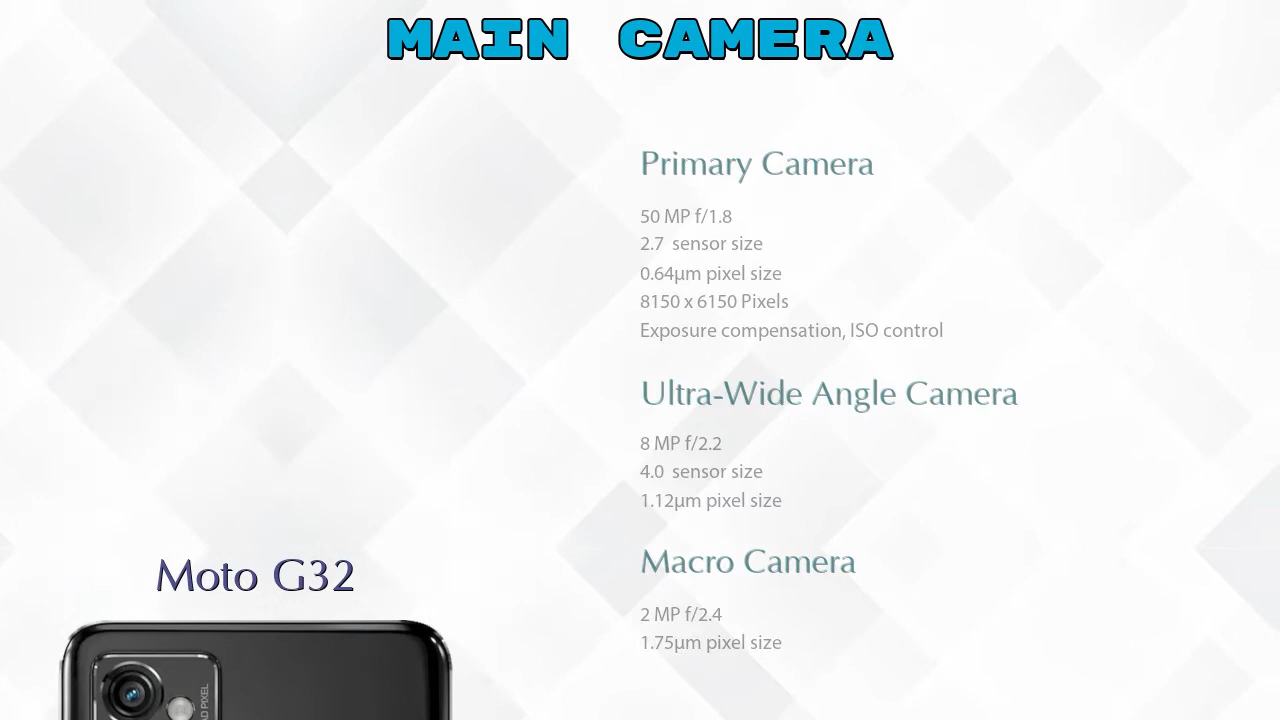 MAIN CAMERA
Primary Camera
50 MP f/1.8
2.7 sensor size
0.64µm pixel size
8150 x 6150 Pixels
Exposure compensation, ISO control
Ultra-Wide Angle Camera
8 MP f/2.2
4.0 sensor size
1.12µm pixel size
Macro Camera
2 MP f/2.4
1.75µm pixel size
Moto G32
PIXEL